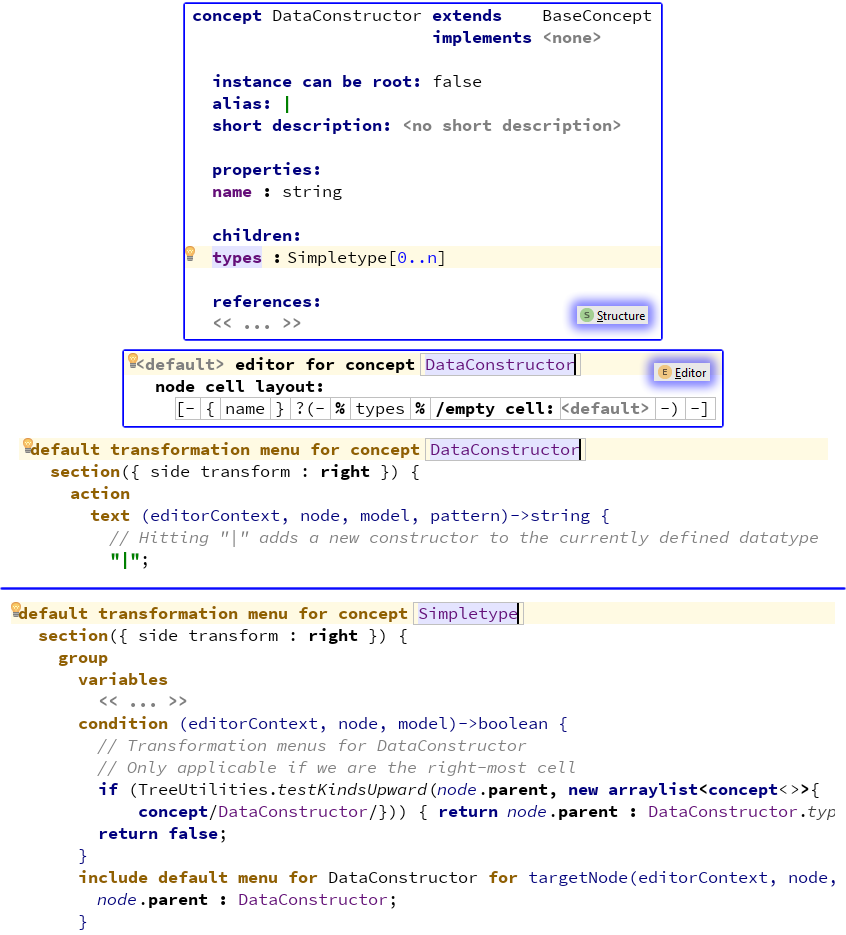 concept DataConstructor extends    BaseConcept
implements <none>
instance can be root: false
alias: |
short description: <no short description>
properties:
name : string
children:
types : Simpletype[0..n]
references:
<< ... >>
S Structure
<default> editor for concept DataConstructor
E Editor
node cell layout:
[- { name } ?(- % types % /empty cell: <default> -) -]
default transformation menu for concept DataConstructor
section({ side transform : right }) {
action
text (editorContext, node, model, pattern)->string {
// Hitting "|" adds a new constructor to the currently defined datatype
"|";
default transformation menu for concept Simpletype
section({ side transform : right }) {
group
variables
<< ... >>
condition (editorContext, node, model)->boolean {
// Transformation menus for DataConstructor
// Only applicable if we are the right-most cell
if (TreeUtilities.testKindsUpward(node.parent, new arraylist<concept<>>{
concept/DataConstructor/})) { return node.parent : DataConstructor.typ
return false;
}
include default menu for DataConstructor for targetNode(editorContext, node,
node.parent : DataConstructor;
}